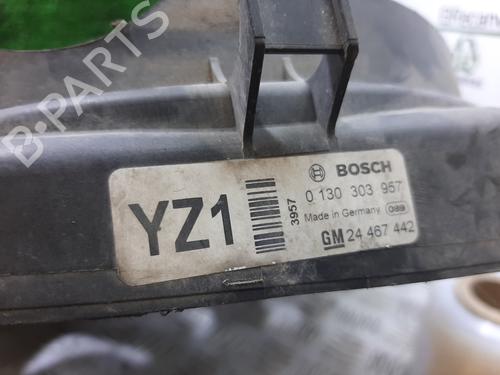 B-PARTS
YZ1
3957
BOSCH
0 130 303 957
Made in Germany
GM 24 467 442